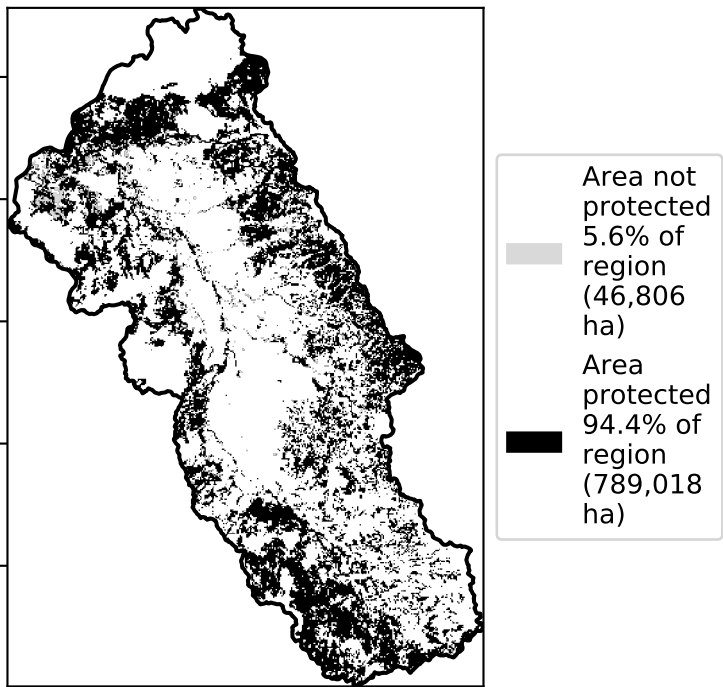 Area not
protected
5.6% of
region
(46,806
ha)
Area
protected
94.4% of
region
(789,018
ha)